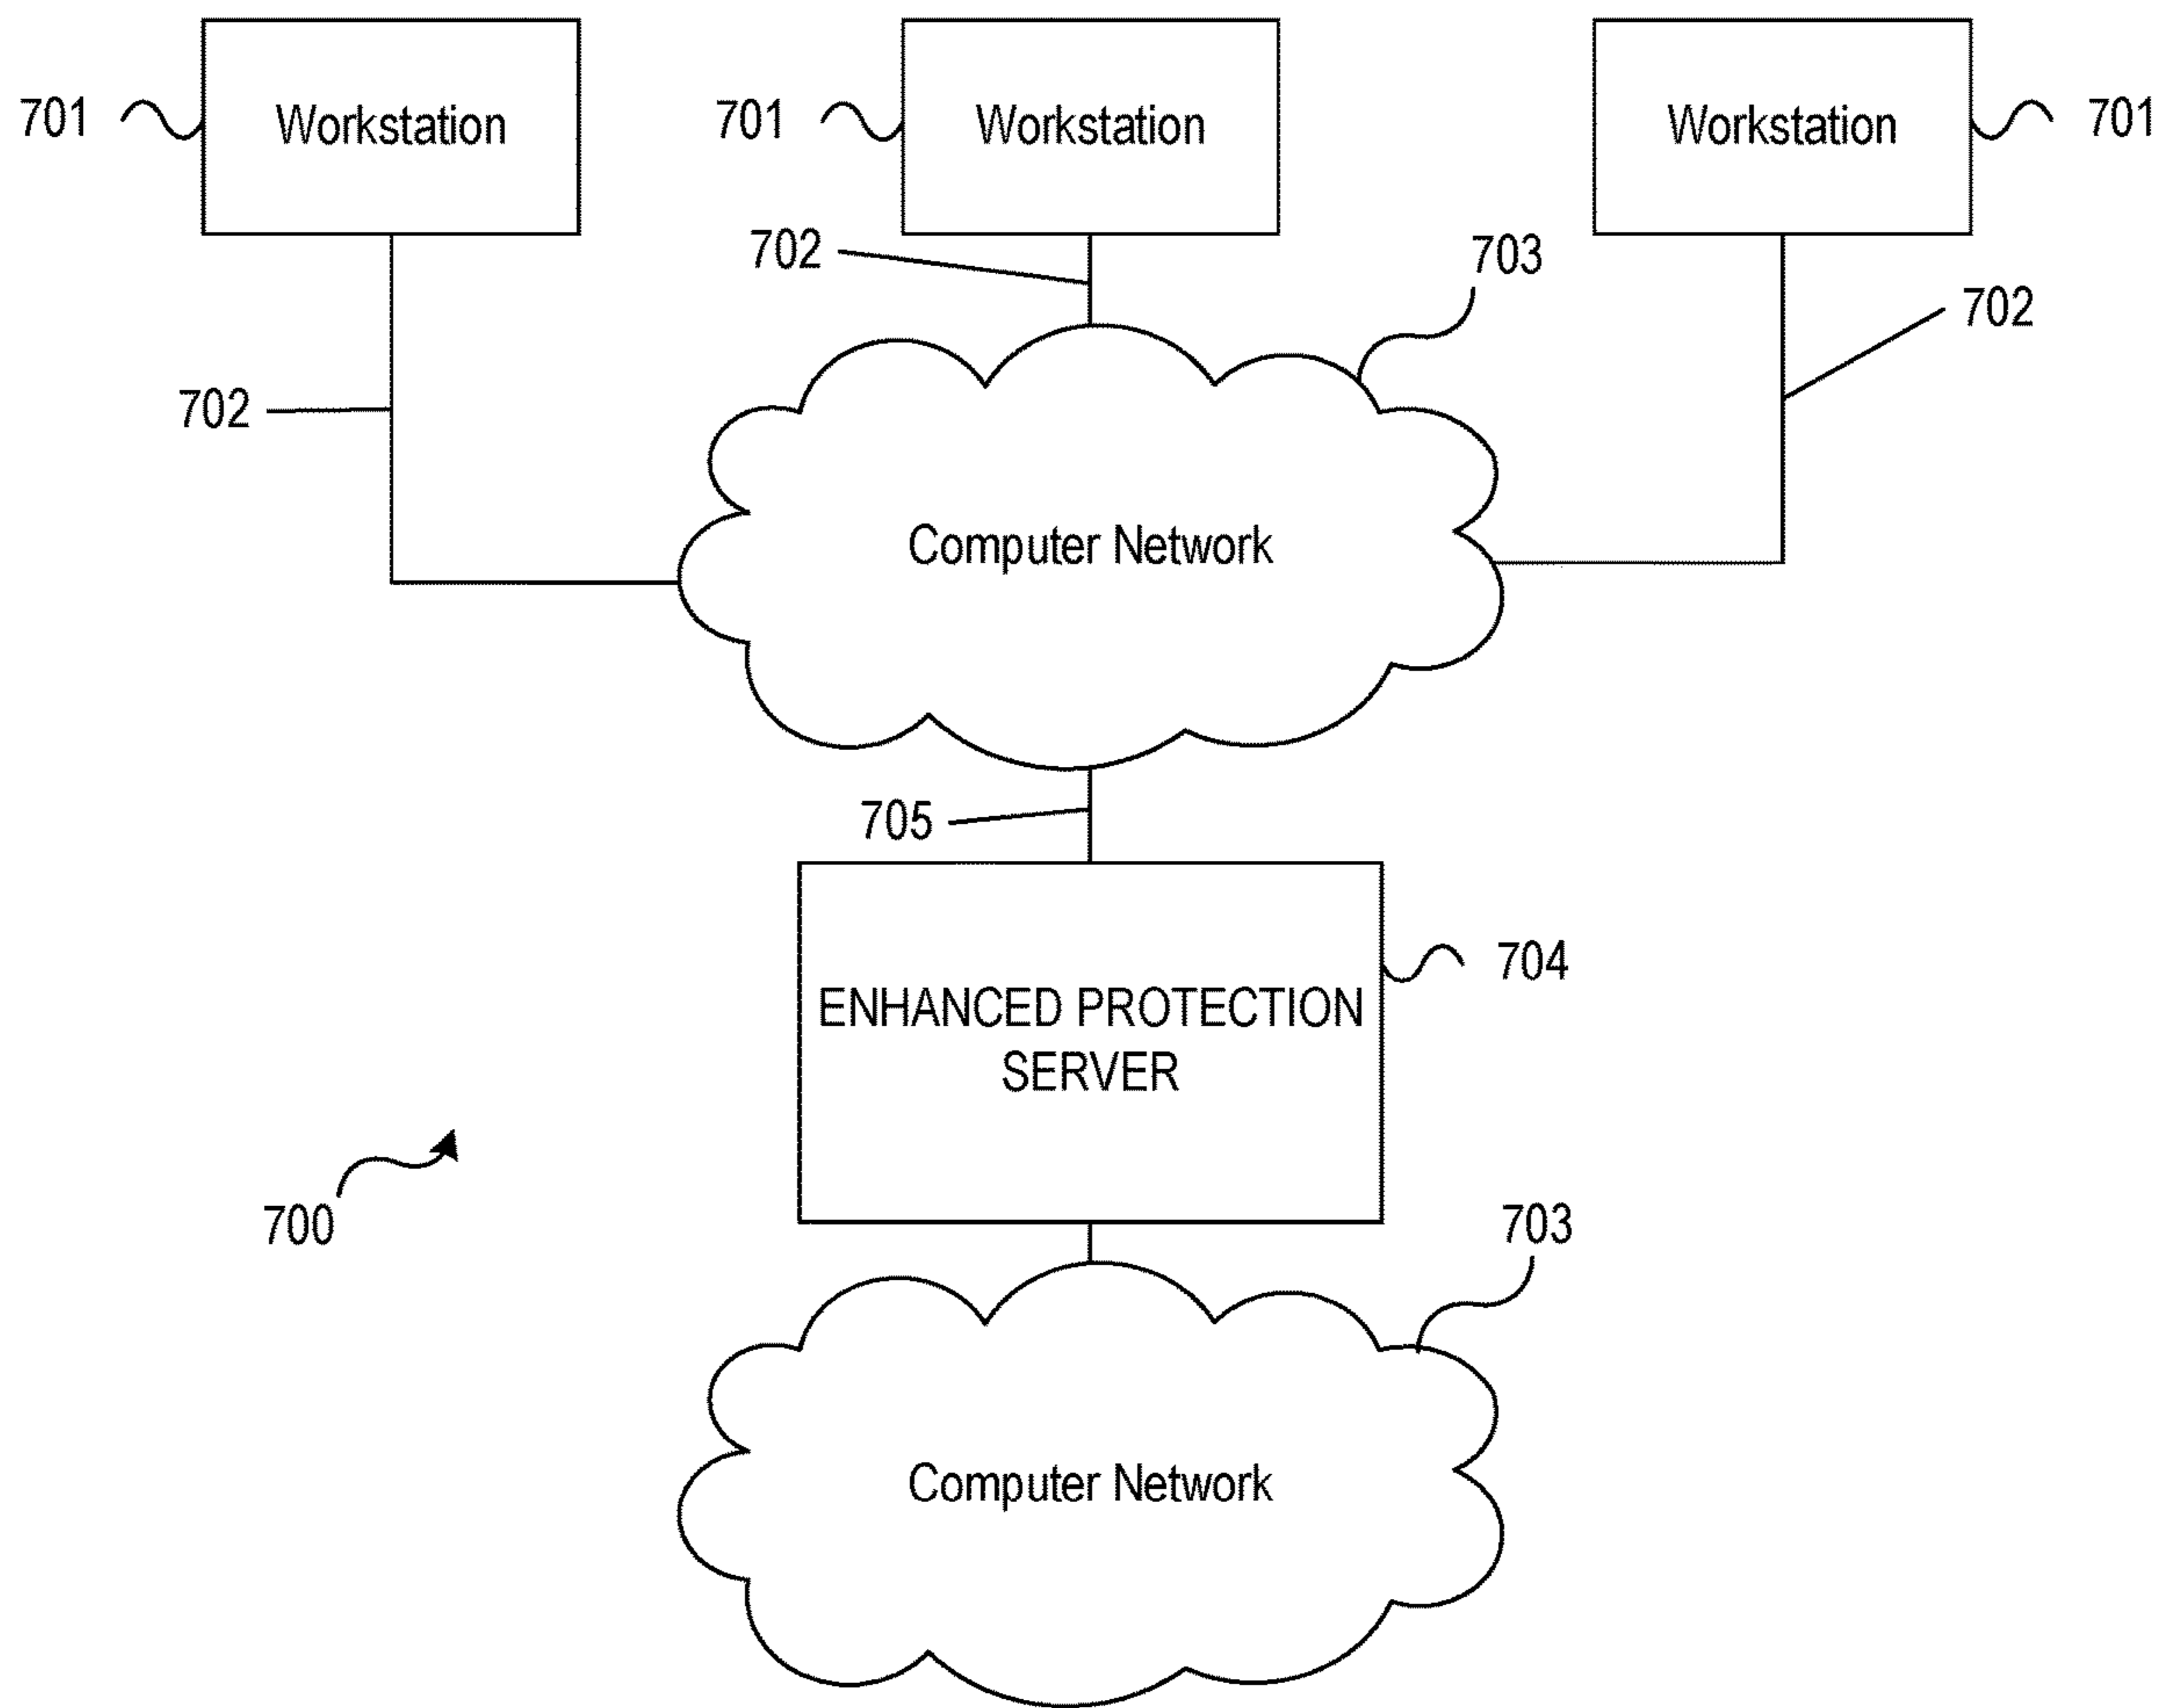 701
Workstation
701
Workstation
Workstation
701
702
703
702
702
Computer Network
705
704
ENHANCED PROTECTION
SERVER
700
703
Computer Network